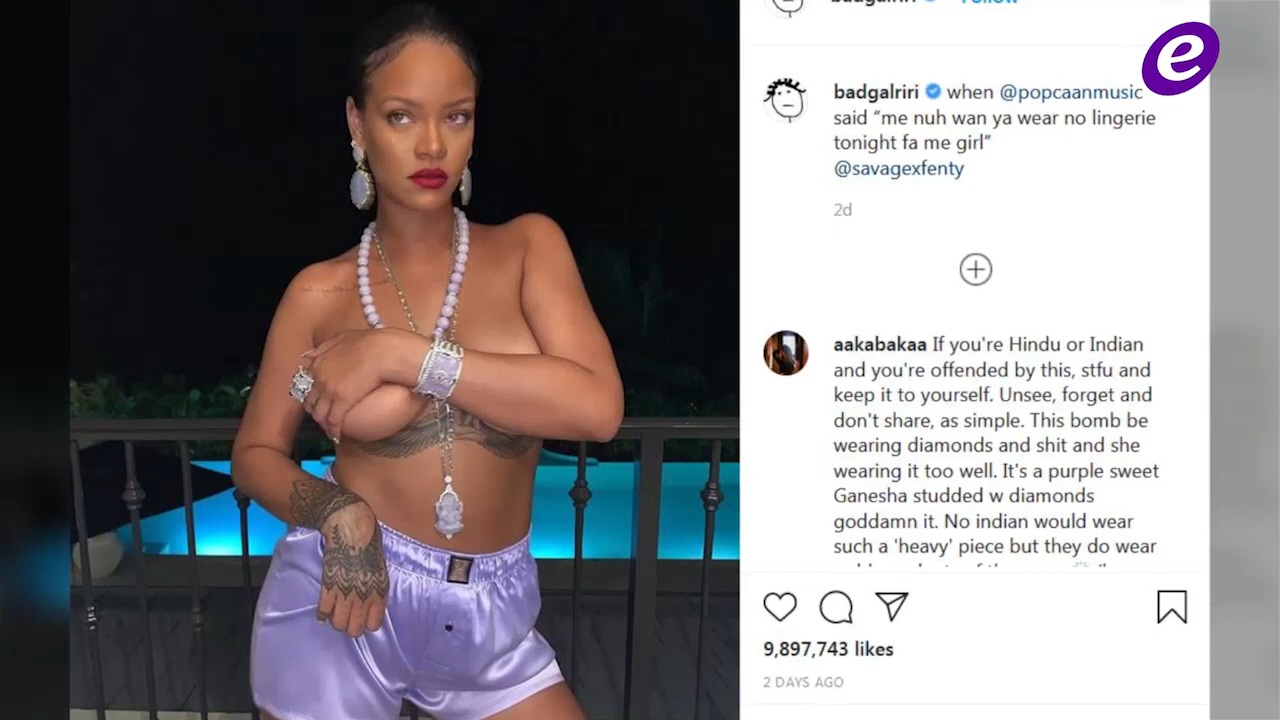 badgalriri Follow
e
badgalriri when @popcaanmusic
said “me nuh wan ya wear no lingerie
tonight fa me girl”
@savagexfenty
2d
aakabakaa If you're Hindu or Indian
and you're offended by this, stfu and
keep it to yourself. Unsee, forget and
don't share, as simple. This bomb be
wearing diamonds and shit and she
wearing it too well. It's a purple sweet
Ganesha studded w diamonds
goddamn it. No indian would wear
such a 'heavy' piece but they do wear
9,897,743 likes
2 DAYS AGO